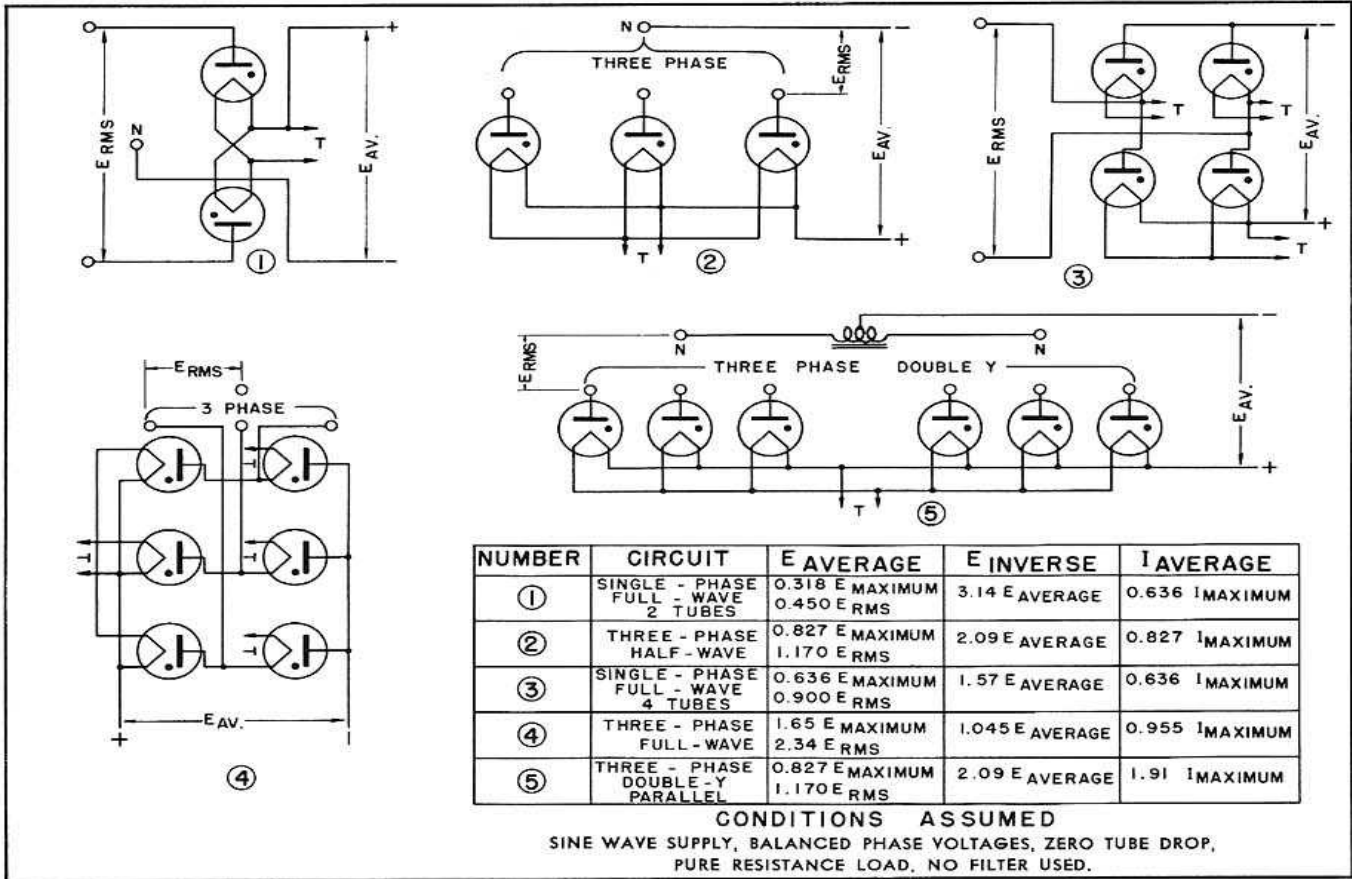 E RMS
N
T
E AV.
+
-
①
N
THREE PHASE
E RMS
E AV.
-
+
T
②
E RMS
T
T
E AV.
-
+
T
③
E RMS
3 PHASE
T
T
T
T
E AV.
+
-
④
E RMS
N
N
THREE PHASE DOUBLE Y
E AV.
-
+
T
⑤
NUMBER CIRCUIT E AVERAGE E INVERSE I AVERAGE
① SINGLE - PHASE FULL - WAVE 2 TUBES 0.318 E MAXIMUM 0.450 E RMS 3.14 E AVERAGE 0.636 I MAXIMUM
② THREE - PHASE HALF - WAVE 0.827 E MAXIMUM 1.170 E RMS 2.09 E AVERAGE 0.827 I MAXIMUM
③ SINGLE - PHASE FULL - WAVE 4 TUBES 0.636 E MAXIMUM 0.900 E RMS 1.57 E AVERAGE 0.636 I MAXIMUM
④ THREE - PHASE FULL - WAVE 1.65 E MAXIMUM 2.34 E RMS 1.045 E AVERAGE 0.955 I MAXIMUM
⑤ THREE - PHASE DOUBLE - Y PARALLEL 0.827 E MAXIMUM 1.170 E RMS 2.09 E AVERAGE 1.91 I MAXIMUM
CONDITIONS ASSUMED
SINE WAVE SUPPLY, BALANCED PHASE VOLTAGES, ZERO TUBE DROP,
PURE RESISTANCE LOAD, NO FILTER USED.